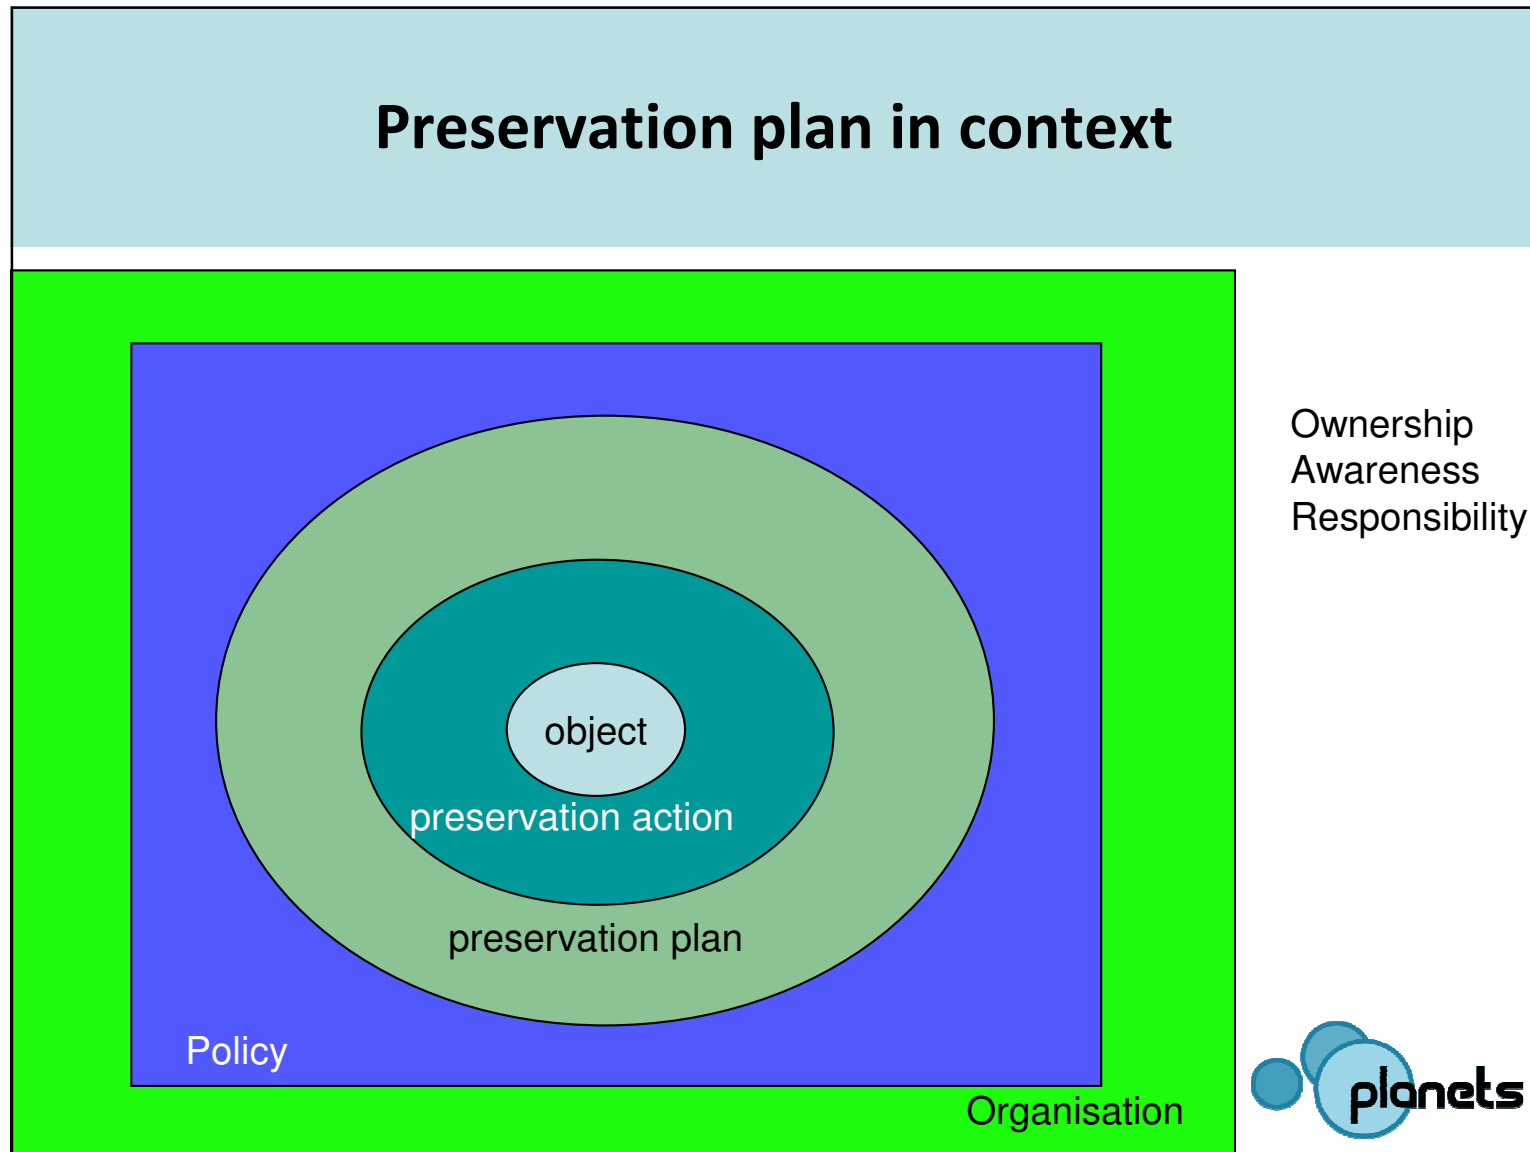 Preservation plan in context
Ownership
Awareness
Responsibility
object
preservation action
preservation plan
Policy
Organisation
planets